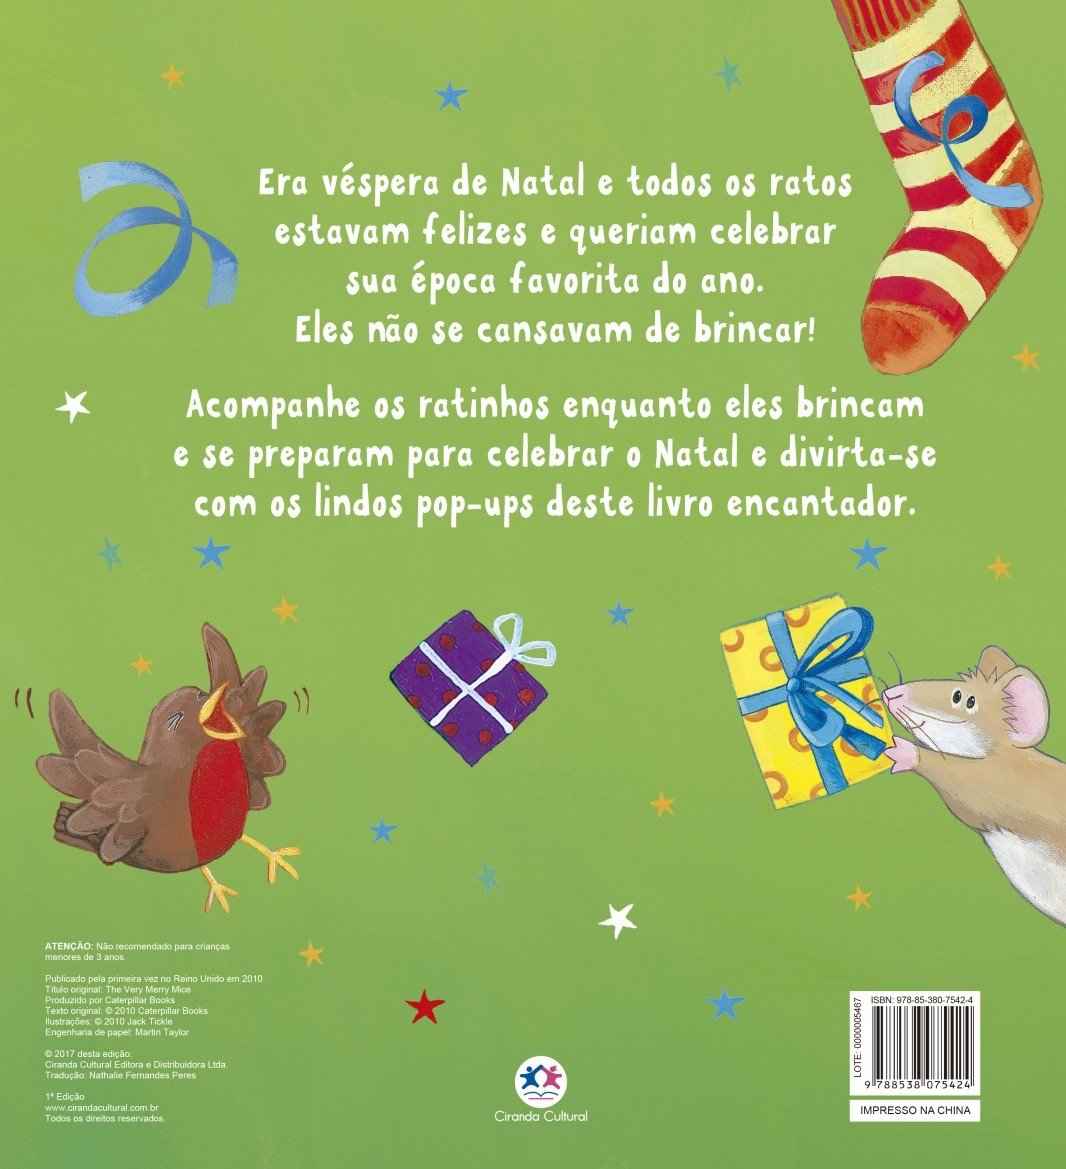 Era véspera de Natal e todos os ratos
estavam felizes e queriam celebrar
sua época favorita do ano.
Eles não se cansavam de brincar!
Acompanhe os ratinhos enquanto eles brincam
e se preparam para celebrar o Natal e divirta-se
com os lindos pop-ups deste livro encantador.
ATENÇÃO: Não recomendado para crianças
menores de 3 anos.
Publicado pela primeira vez no Reino Unido em 2010
Título original: The Very Merry Mice
Produzido por Caterpillar Books
Texto original: © 2010 Caterpillar Books
Ilustrações: © 2010 Jack Tickle
Engenharia de papel: Martin Taylor
© 2017 desta edição:
Ciranda Cultural Editora e Distribuidora Ltda.
Tradução: Nathalie Fernandes Peres
1ª Edição
www.cirandacultural.com.br
Todos os direitos reservados.
Ciranda Cultural
LOTE: 0000005467
ISBN: 978-85-380-7542-4
9 788538 075424
IMPRESSO NA CHINA